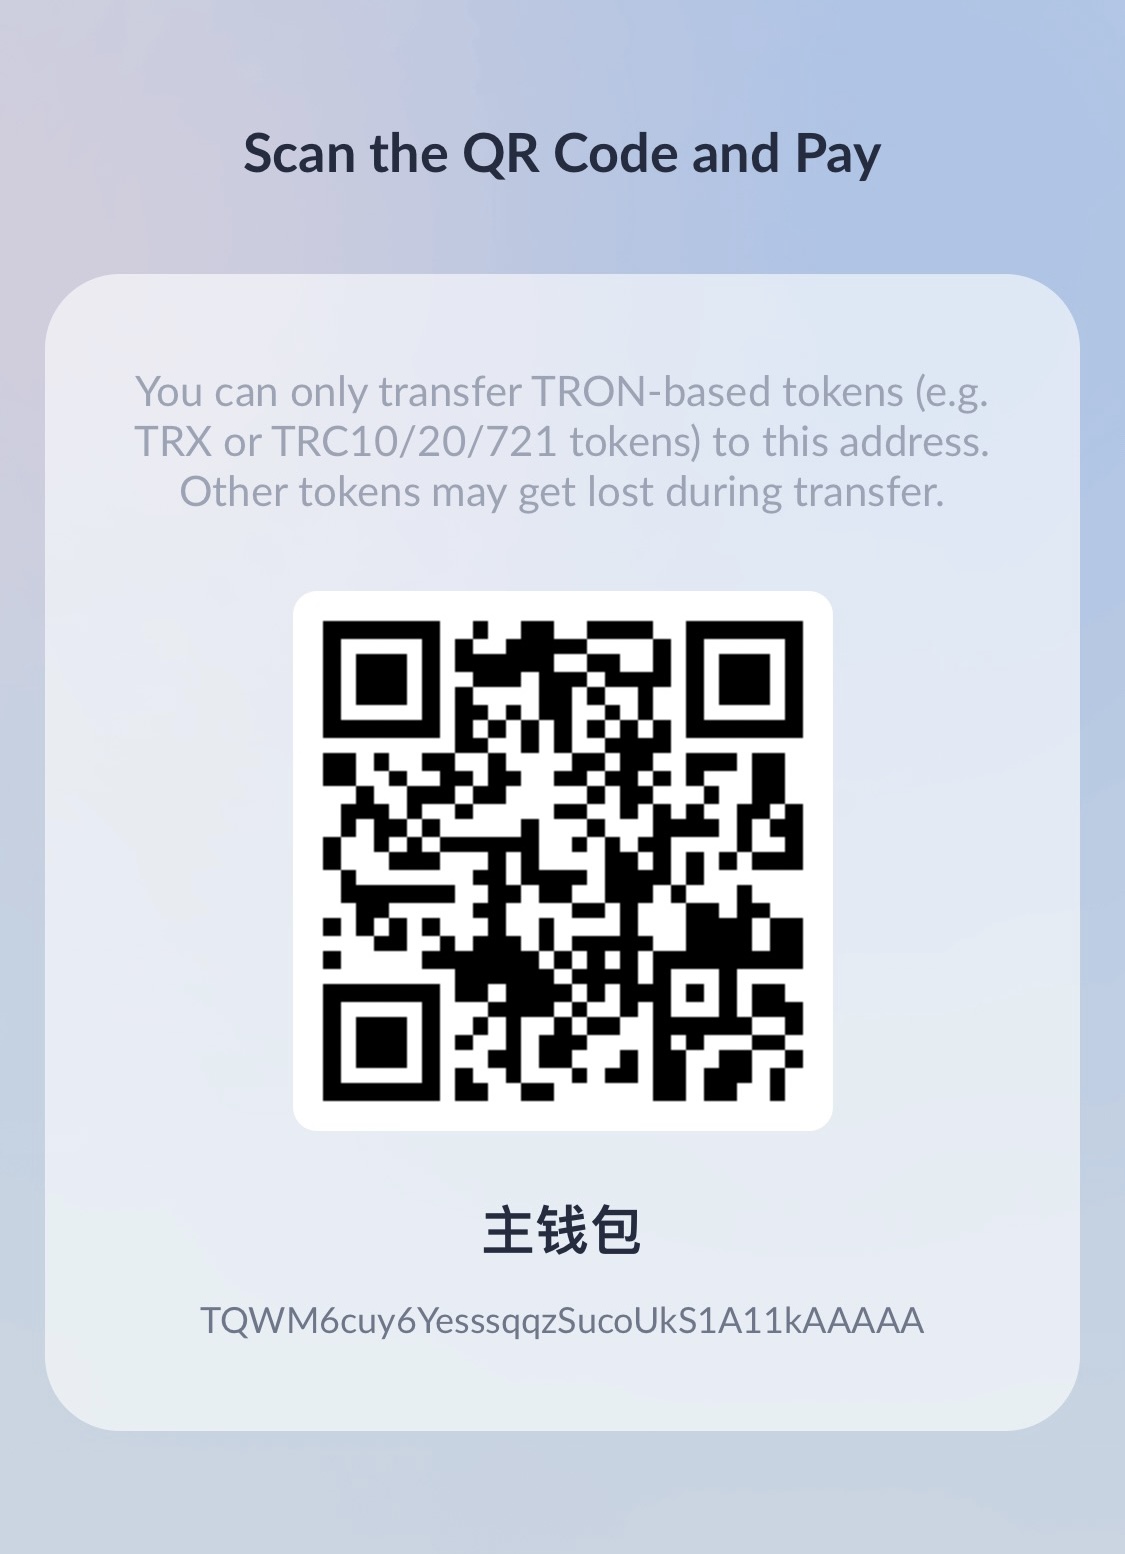 Scan the QR Code and Pay
You can only transfer TRON-based tokens (e.g.
TRX or TRC10/20/721 tokens) to this address.
Other tokens may get lost during transfer.
主钱包
TQWM6cuy6YesssqqzSucoUkS1A11kAAAAA